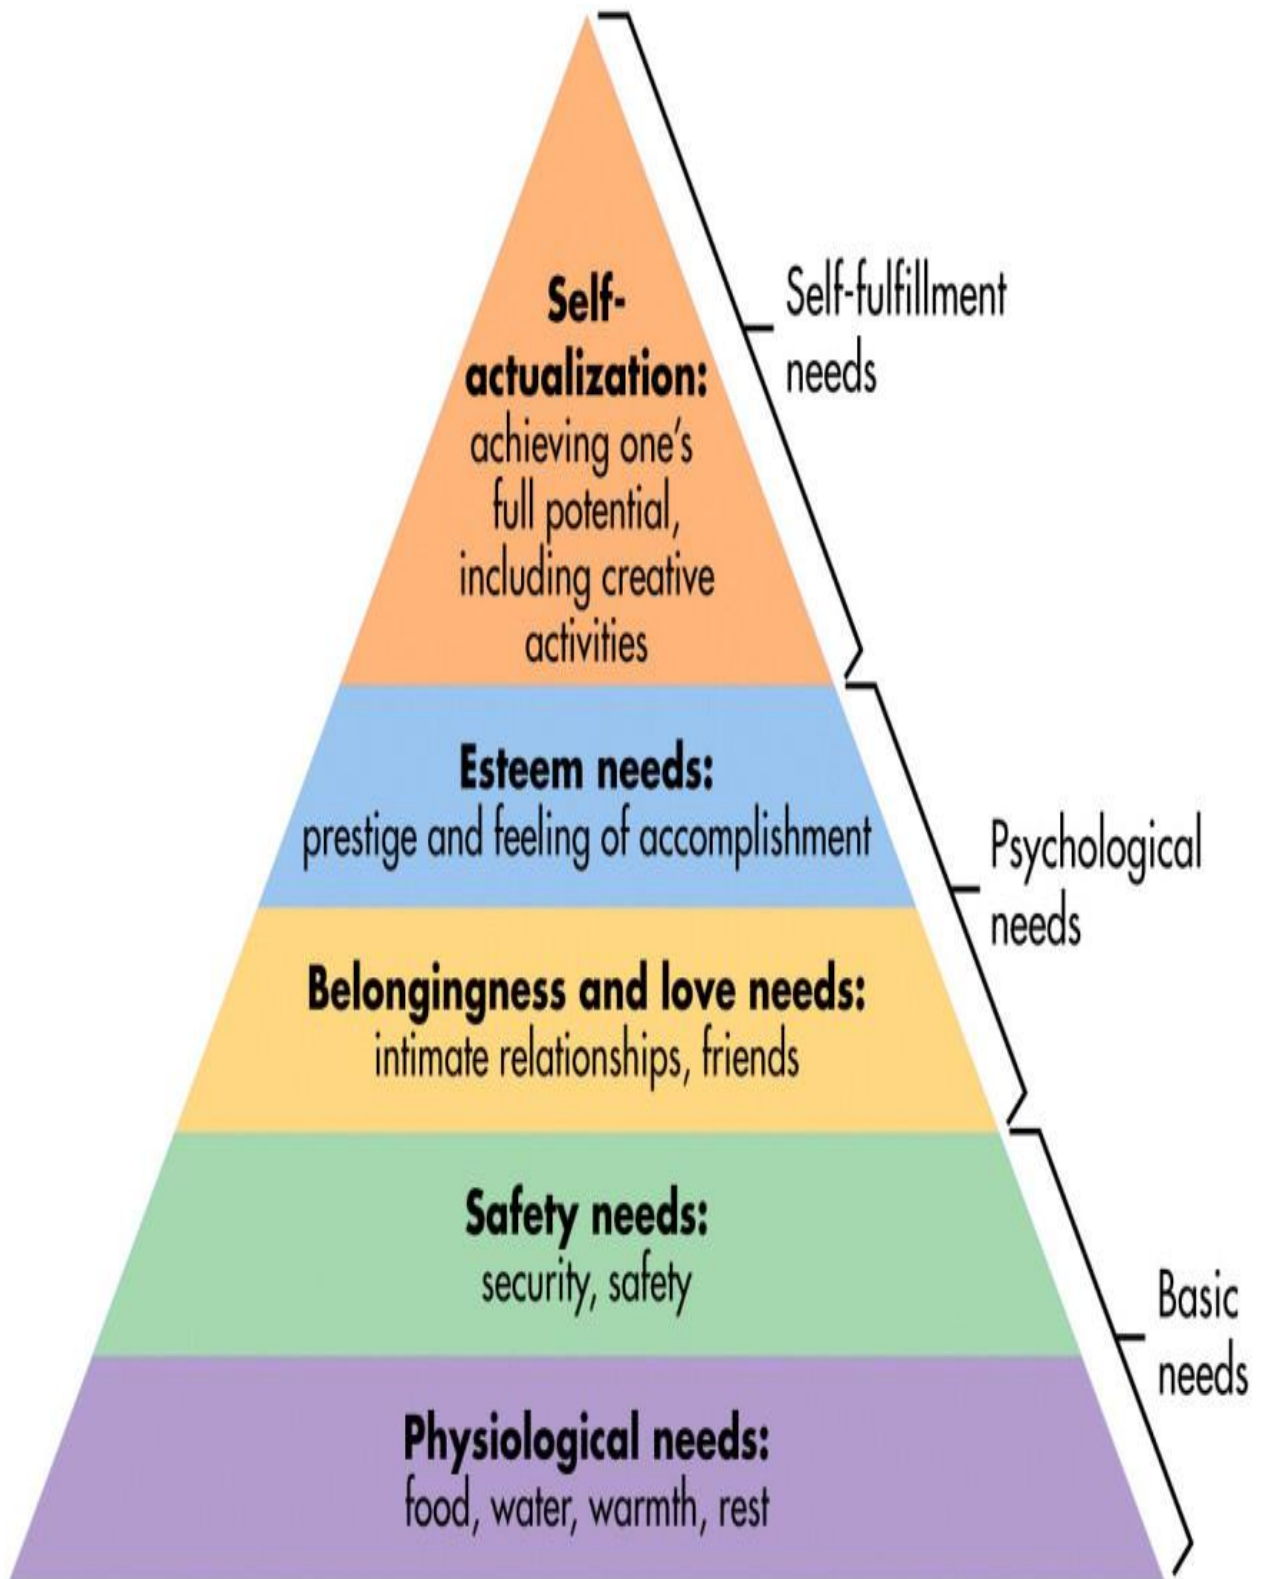 Self-
actualization:
achieving one's
full potential,
including creative
activities
Self-fulfillment
needs
Esteem needs:
prestige and feeling of accomplishment
Psychological
needs
Belongingness and love needs:
intimate relationships, friends
Safety needs:
security, safety
Basic
needs
Physiological needs:
food, water, warmth, rest